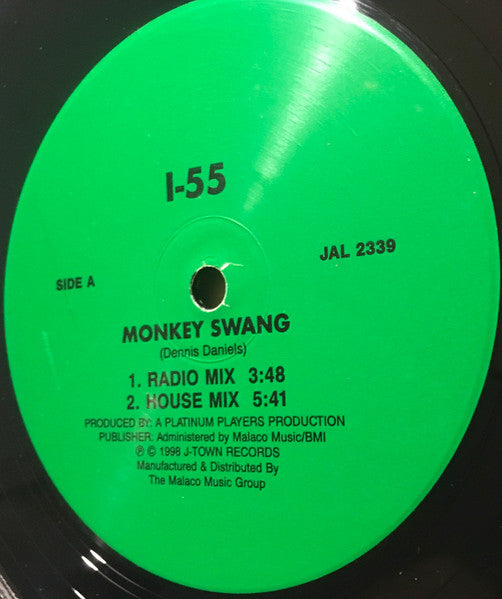 I-55
JAL 2339
SIDE A
MONKEY SWANG
(Dennis Daniels)
1. RADIO MIX 3:48
2. HOUSE MIX 5:41
PRODUCED BY: A PLATINUM PLAYERS PRODUCTION
PUBLISHER: Administered by Malaco Music/BMI
℗ © 1998 J-TOWN RECORDS
Manufactured & Distributed By
The Malaco Music Group